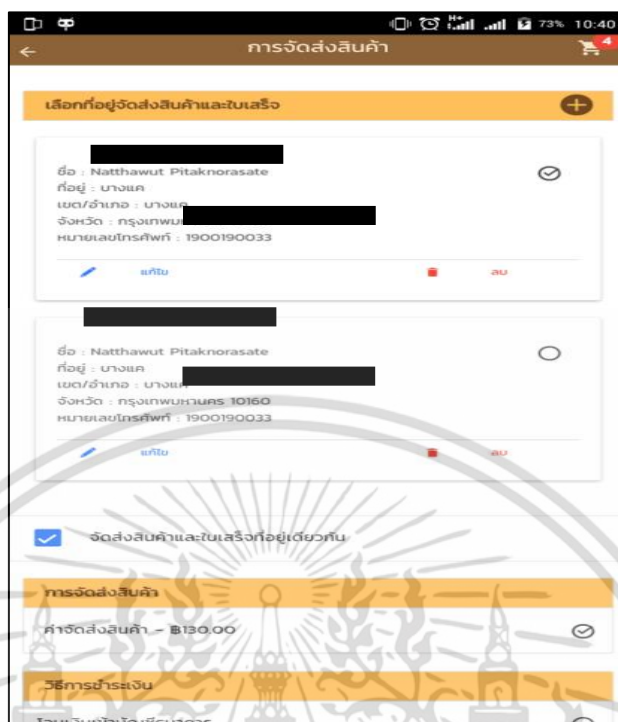 73% 10:40
การจัดส่งสินค้า
4
เลือกที่อยู่จัดส่งสินค้าและใบเสร็จ
ชื่อ : Natthawut Pitaknorasate
ที่อยู่ : บางแค
เขต/อำเภอ : บางแค
จังหวัด : กรุงเทพม
หมายเลขโทรศัพท์ : 1900190033
แก้ไข ลบ
ชื่อ : Natthawut Pitaknorasate
ที่อยู่ : บางแค
เขต/อำเภอ : บางแค
จังหวัด : กรุงเทพมหานคร 10160
หมายเลขโทรศัพท์ : 1900190033
แก้ไข ลบ
จัดส่งสินค้าและใบเสร็จที่อยู่เดียวกัน
การจัดส่งสินค้า
ค่าจัดส่งสินค้า - ฿130.00
วิธีการชำระเงิน